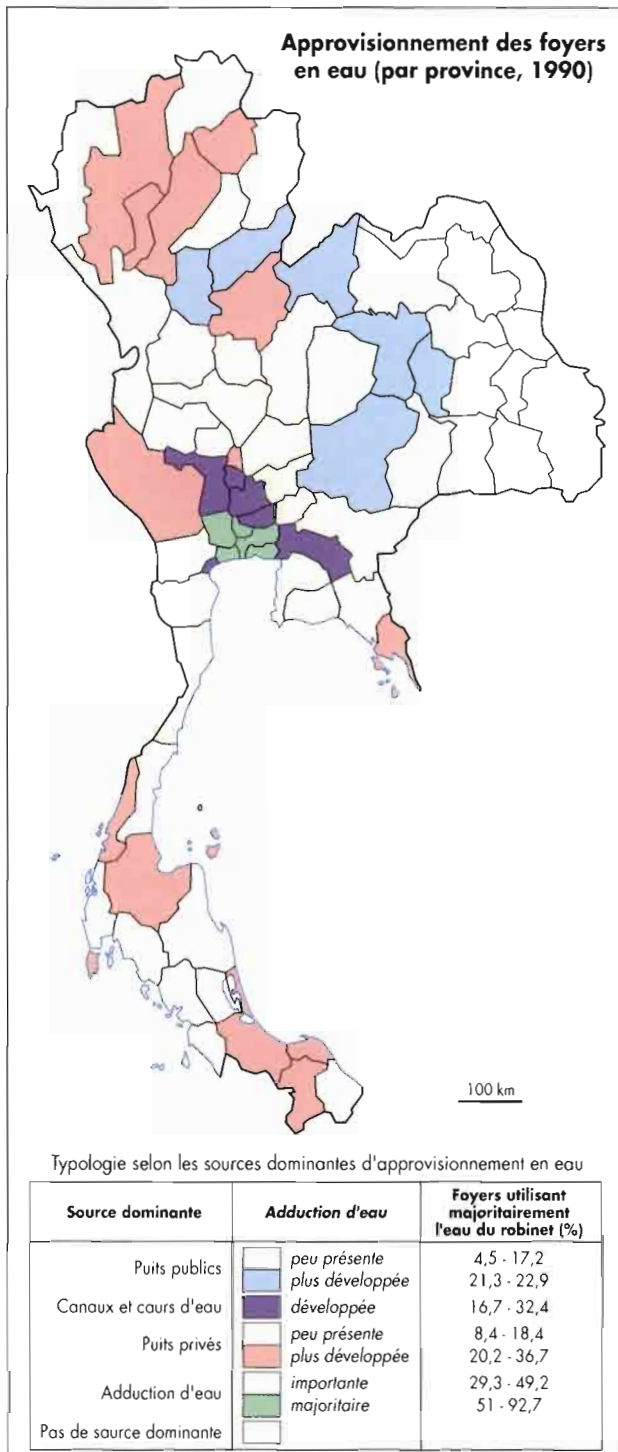 Approvisionnement des foyers
en eau (par province, 1990)
100 km
Typologie selon les sources dominantes d'approvisionnement en eau
Source dominante
Adduction d'eau
Foyers utilisant
majoritairement
l'eau du robinet (%)
Puits publics
peu présente
4,5 - 17,2
plus développée
21,3 - 22,9
Canaux et cours d'eau
développée
16,7 - 32,4
Puits privés
peu présente
8,4 - 18,4
plus développée
20,2 - 36,7
Adduction d'eau
importante
29,3 - 49,2
majoritaire
51 - 92,7
Pas de source dominante